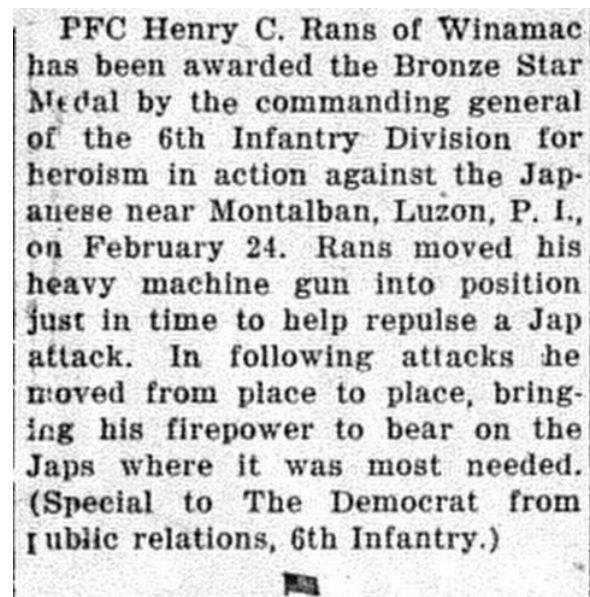 PFC Henry C. Rans of Winamac
has been awarded the Bronze Star
Medal by the commanding general
of the 6th Infantry Division for
heroism in action against the Jap-
anese near Montalban, Luzon, P. I.,
on February 24. Rans moved his
heavy machine gun into position
just in time to help repulse a Jap
attack. In following attacks he
moved from place to place, bring-
ing his firepower to bear on the
Japs where it was most needed.
(Special to The Democrat from
public relations, 6th Infantry.)